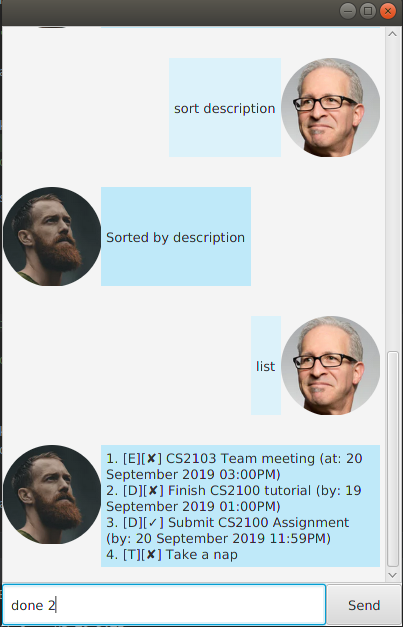 sort description
Sorted by description
list
1. [E][✘] CS2103 Team meeting (at: 20
September 2019 03:00PM)
2. [D][✘] Finish CS2100 tutorial (by: 19
September 2019 01:00PM)
3. [D][✓] Submit CS2100 Assignment
(by: 20 September 2019 11:59PM)
4. [T][✘] Take a nap
done 2
Send